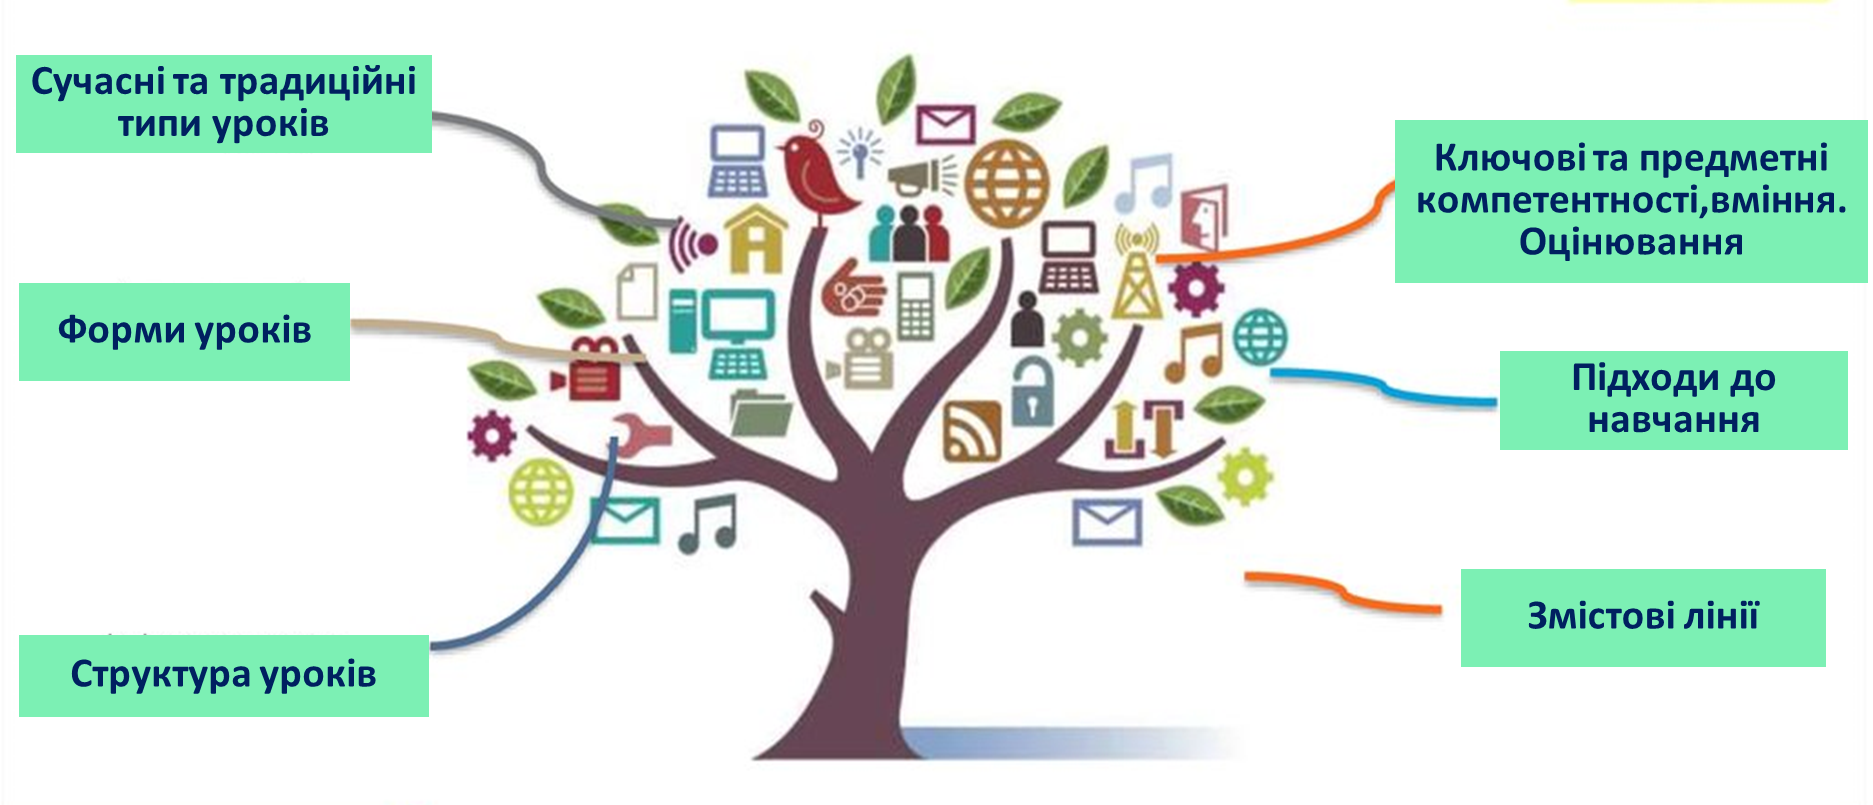 Сучасні та традиційні
типи уроків
Форми уроків
Структура уроків
Ключові та предметні
компетентності,вміння.
Оцінювання
Підходи до
навчання
Змістові лінії